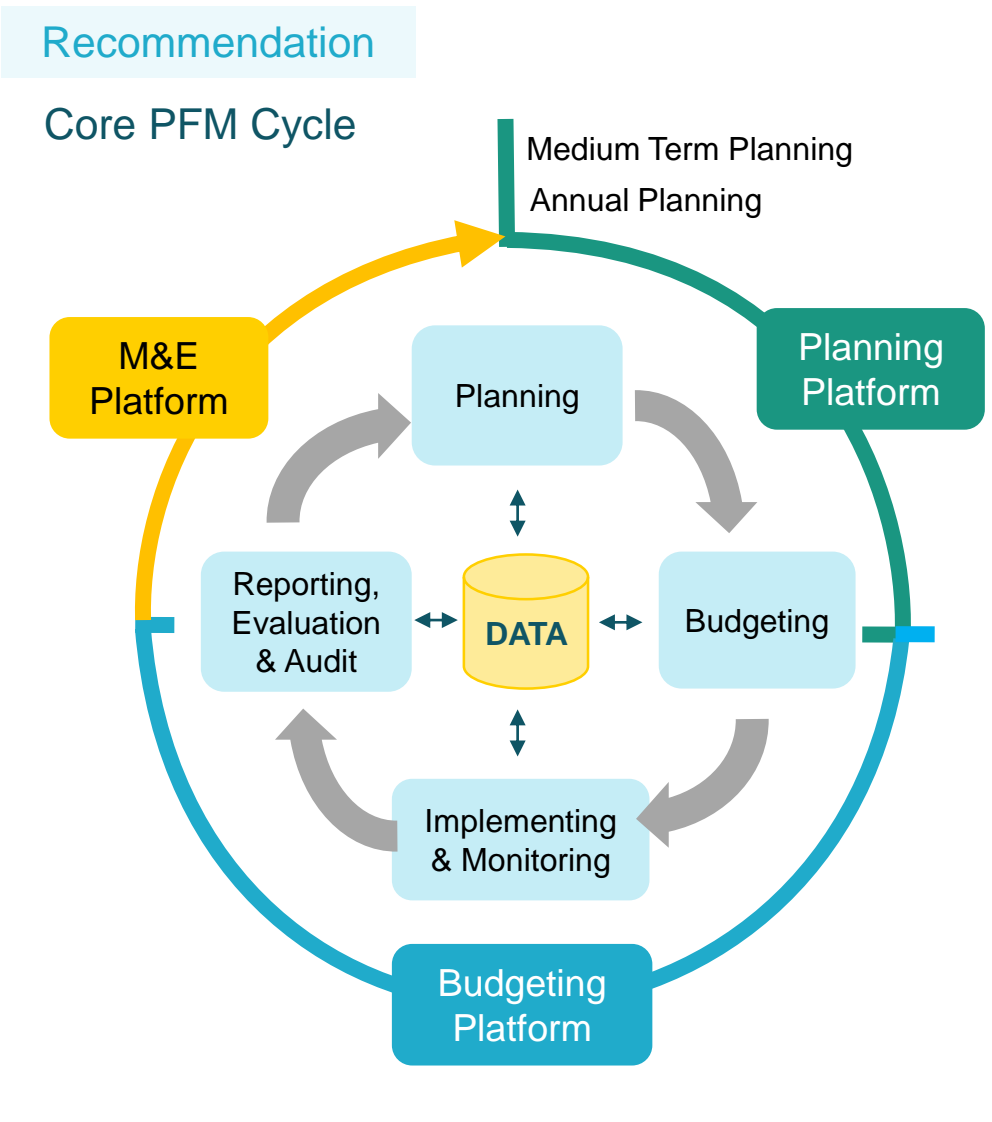 Recommendation
Core PFM Cycle
Medium Term Planning
Annual Planning
M&E
Platform
Planning
Platform
Planning
Reporting,
Evaluation
& Audit
DATA
Budgeting
Implementing
& Monitoring
Budgeting
Platform